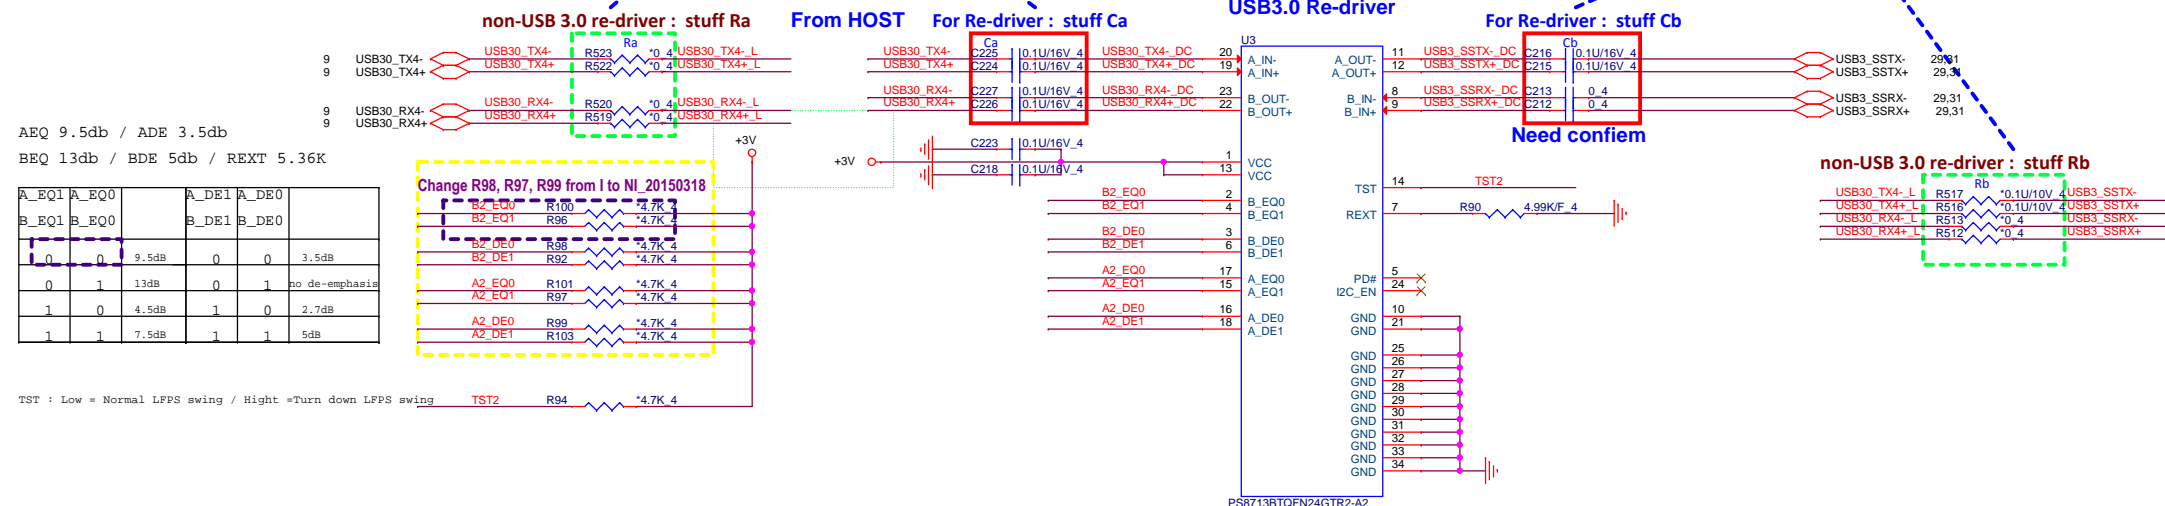 USB3.0 Re-driver
non-USB 3.0 re-driver :  stuff Ra
From HOST
For Re-driver :  stuff Ca
For Re-driver :  stuff Cb
Ra
9 USB30_TX4- USB30_TX4- R523 *0_4 USB30_TX4-_L
9 USB30_TX4+ USB30_TX4+ R522 *0_4 USB30_TX4+_L
9 USB30_RX4- USB30_RX4- R520 *0_4 USB30_RX4-_L
9 USB30_RX4+ USB30_RX4+ R519 *0_4 USB30_RX4+_L
Ca
USB30_TX4- C225 0.1U/16V_4 USB30_TX4-_DC
USB30_TX4+ C224 0.1U/16V_4 USB30_TX4+_DC
USB30_RX4- C227 0.1U/16V_4 USB30_RX4-_DC
USB30_RX4+ C226 0.1U/16V_4 USB30_RX4+_DC
+3V
C223 0.1U/16V_4
C218 0.1U/16V_4
U3
20 A_IN-
19 A_IN+
23 B_OUT-
22 B_OUT+
1 VCC
13 VCC
B2_EQ0 2 B_EQ0
B2_EQ1 4 B_EQ1
B2_DE0 3 B_DE0
B2_DE1 6 B_DE1
A2_EQ0 17 A_EQ0
A2_EQ1 15 A_EQ1
A2_DE0 16 A_DE0
A2_DE1 18 A_DE1
A_OUT- 11
A_OUT+ 12
B_IN- 8
B_IN+ 9
TST 14 TST2
REXT 7 R90 4.99K/F_4
PD# 5
I2C_EN 24
GND 10
GND 21
GND 25
GND 26
GND 27
GND 28
GND 29
GND 30
GND 31
GND 32
GND 33
GND 34
PS8713BTQFN24GTR2-A2
Cb
USB3_SSTX-_DC C216 0.1U/16V_4 USB3_SSTX- 29,31
USB3_SSTX+_DC C215 0.1U/16V_4 USB3_SSTX+ 29,31
USB3_SSRX-_DC C213 0_4 USB3_SSRX- 29,31
USB3_SSRX+_DC C212 0_4 USB3_SSRX+ 29,31
Need confiem
non-USB 3.0 re-driver :  stuff Rb
Rb
USB30_TX4-_L R517 *0.1U/10V_4 USB3_SSTX-
USB30_TX4+_L R516 *0.1U/10V_4 USB3_SSTX+
USB30_RX4-_L R513 *0_4 USB3_SSRX-
USB30_RX4+_L R512 *0_4 USB3_SSRX+
AEQ 9.5db / ADE 3.5db
BEQ 13db / BDE 5db / REXT 5.36K
A_EQ1 A_EQ0 A_DE1 A_DE0
B_EQ1 B_EQ0 B_DE1 B_DE0
0 0 9.5dB 0 0 3.5dB
0 1 13dB 0 1 no de-emphasis
1 0 4.5dB 1 0 2.7dB
1 1 7.5dB 1 1 5dB
TST : Low = Normal LFPS swing / Hight =Turn down LFPS swing
+3V
Change R98, R97, R99 from I to NI_20150318
B2_EQ0 R100 *4.7K_4
B2_EQ1 R96 *4.7K_4
B2_DE0 R98 *4.7K_4
B2_DE1 R92 *4.7K_4
A2_EQ0 R101 *4.7K_4
A2_EQ1 R97 *4.7K_4
A2_DE0 R99 *4.7K_4
A2_DE1 R103 *4.7K_4
TST2 R94 *4.7K_4